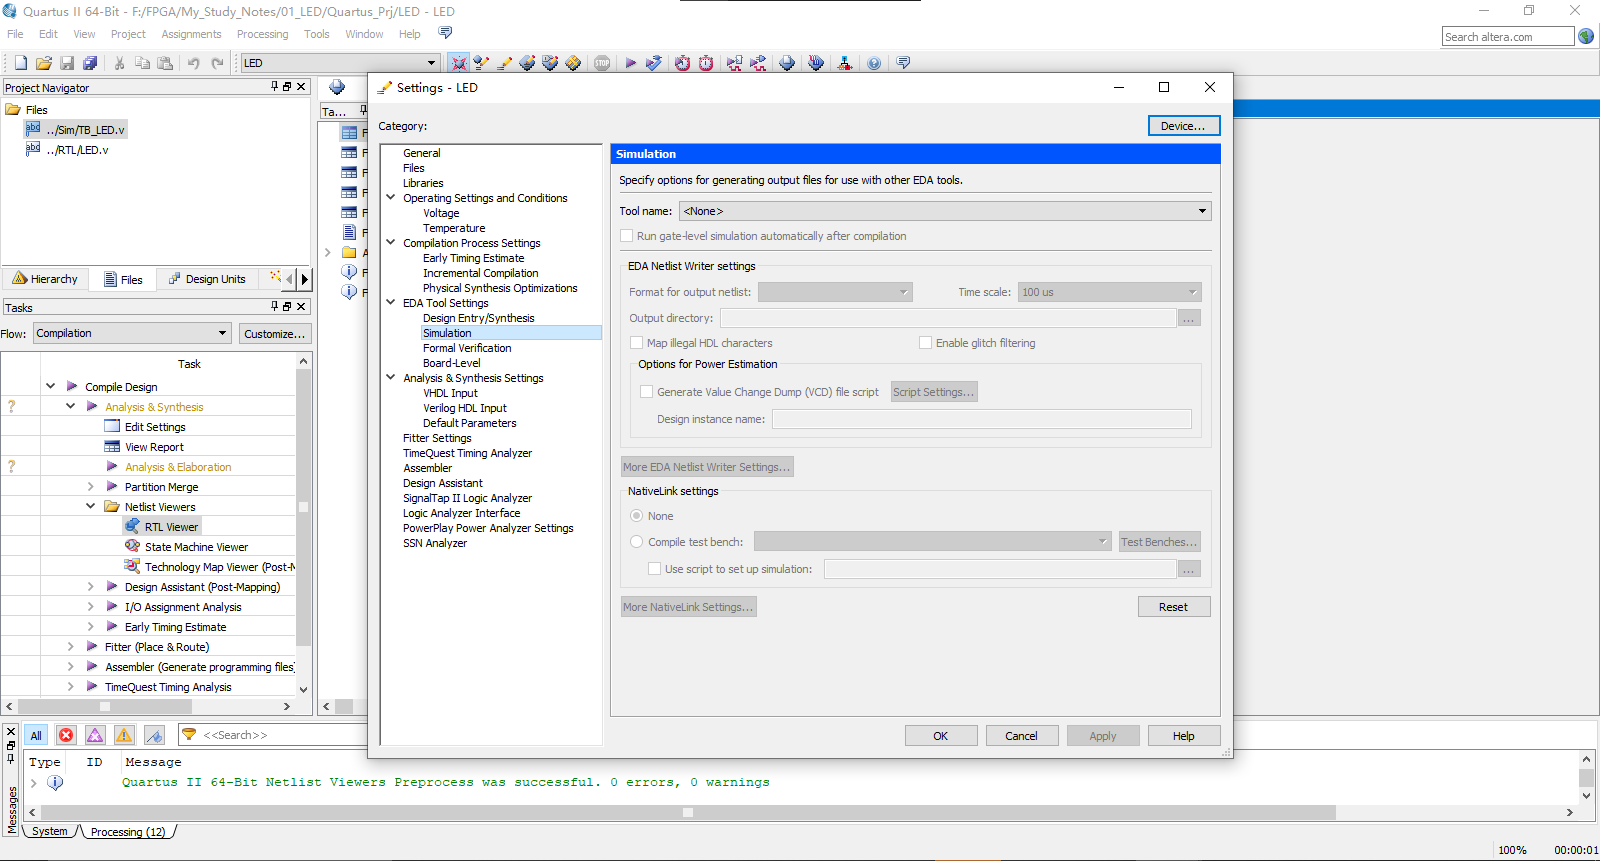 Quartus II 64-Bit - F:/FPGA/My_Study_Notes/01_LED/Quartus_Prj/LED - LED
File Edit View Project Assignments Processing Tools Window Help
Search altera.com
LED
Project Navigator
Files
../Sim/TB_LED.v
../RTL/LED.v
Hierarchy Files Design Units
Tasks
Flow: Compilation Customize...
Task
Compile Design
Analysis & Synthesis
Edit Settings
View Report
Analysis & Elaboration
Partition Merge
Netlist Viewers
RTL Viewer
State Machine Viewer
Technology Map Viewer (Post-M
Design Assistant (Post-Mapping)
I/O Assignment Analysis
Early Timing Estimate
Fitter (Place & Route)
Assembler (Generate programming files)
TimeQuest Timing Analysis
Ta...
Settings - LED
Category:
Device...
General
Files
Libraries
Operating Settings and Conditions
Voltage
Temperature
Compilation Process Settings
Early Timing Estimate
Incremental Compilation
Physical Synthesis Optimizations
EDA Tool Settings
Design Entry/Synthesis
Simulation
Formal Verification
Board-Level
Analysis & Synthesis Settings
VHDL Input
Verilog HDL Input
Default Parameters
Fitter Settings
TimeQuest Timing Analyzer
Assembler
Design Assistant
SignalTap II Logic Analyzer
Logic Analyzer Interface
PowerPlay Power Analyzer Settings
SSN Analyzer
Simulation
Specify options for generating output files for use with other EDA tools.
Tool name: <None>
Run gate-level simulation automatically after compilation
EDA Netlist Writer settings
Format for output netlist: Time scale: 100 us
Output directory: ...
Map illegal HDL characters Enable glitch filtering
Options for Power Estimation
Generate Value Change Dump (VCD) file script Script Settings...
Design instance name:
More EDA Netlist Writer Settings...
NativeLink settings
None
Compile test bench: Test Benches...
Use script to set up simulation: ...
More NativeLink Settings... Reset
OK Cancel Apply Help
All <<Search>>
Type ID Message
Quartus II 64-Bit Netlist Viewers Preprocess was successful. 0 errors, 0 warnings
Messages
System Processing (12)
100% 00:00:01